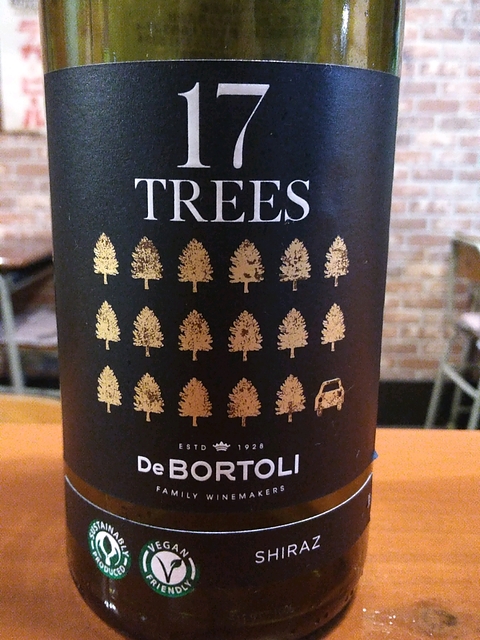 17
TREES
ESTD 1928
De BORTOLI
FAMILY WINEMAKERS
SUSTAINABLY
PRODUCED
VEGAN
FRIENDLY
SHIRAZ